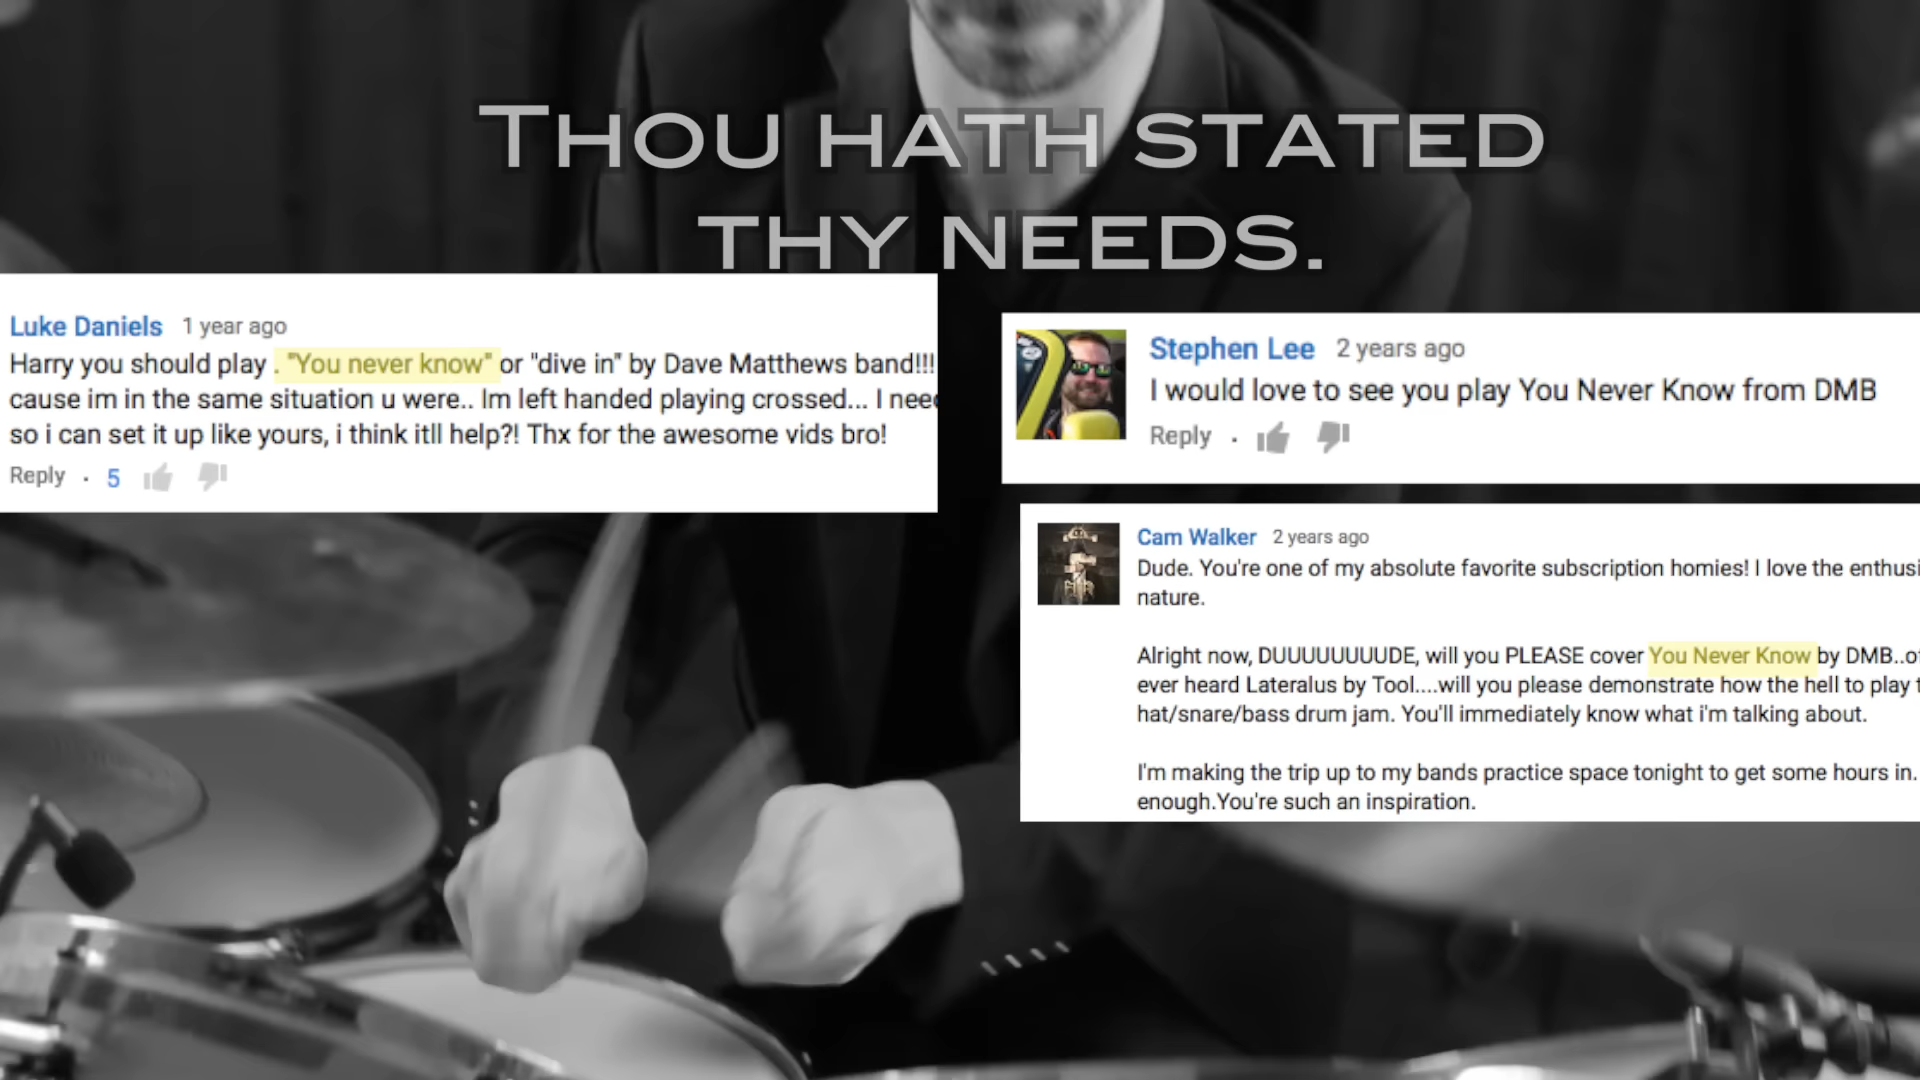 THOU HATH STATED
THY NEEDS.
Luke Daniels 1 year ago
Harry you should play . "You never know" or "dive in" by Dave Matthews band!!!
cause im in the same situation u were.. Im left handed playing crossed... I
so i can set it up like yours, i think itll help?! Thx for the awesome vids bro!
Reply · 5
Stephen Lee 2 years ago
I would love to see you play You Never Know from DMB
Reply ·
Cam Walker 2 years ago
Dude. You're one of my absolute favorite subscription homies! I love the
nature.
Alright now, DUUUUUUUUDE, will you PLEASE cover You Never Know by DMB..
ever heard Lateralus by Tool....will you please demonstrate how the hell to play
hat/snare/bass drum jam. You'll immediately know what i'm talking about.
I'm making the trip up to my bands practice space tonight to get some hours in.
enough.You're such an inspiration.